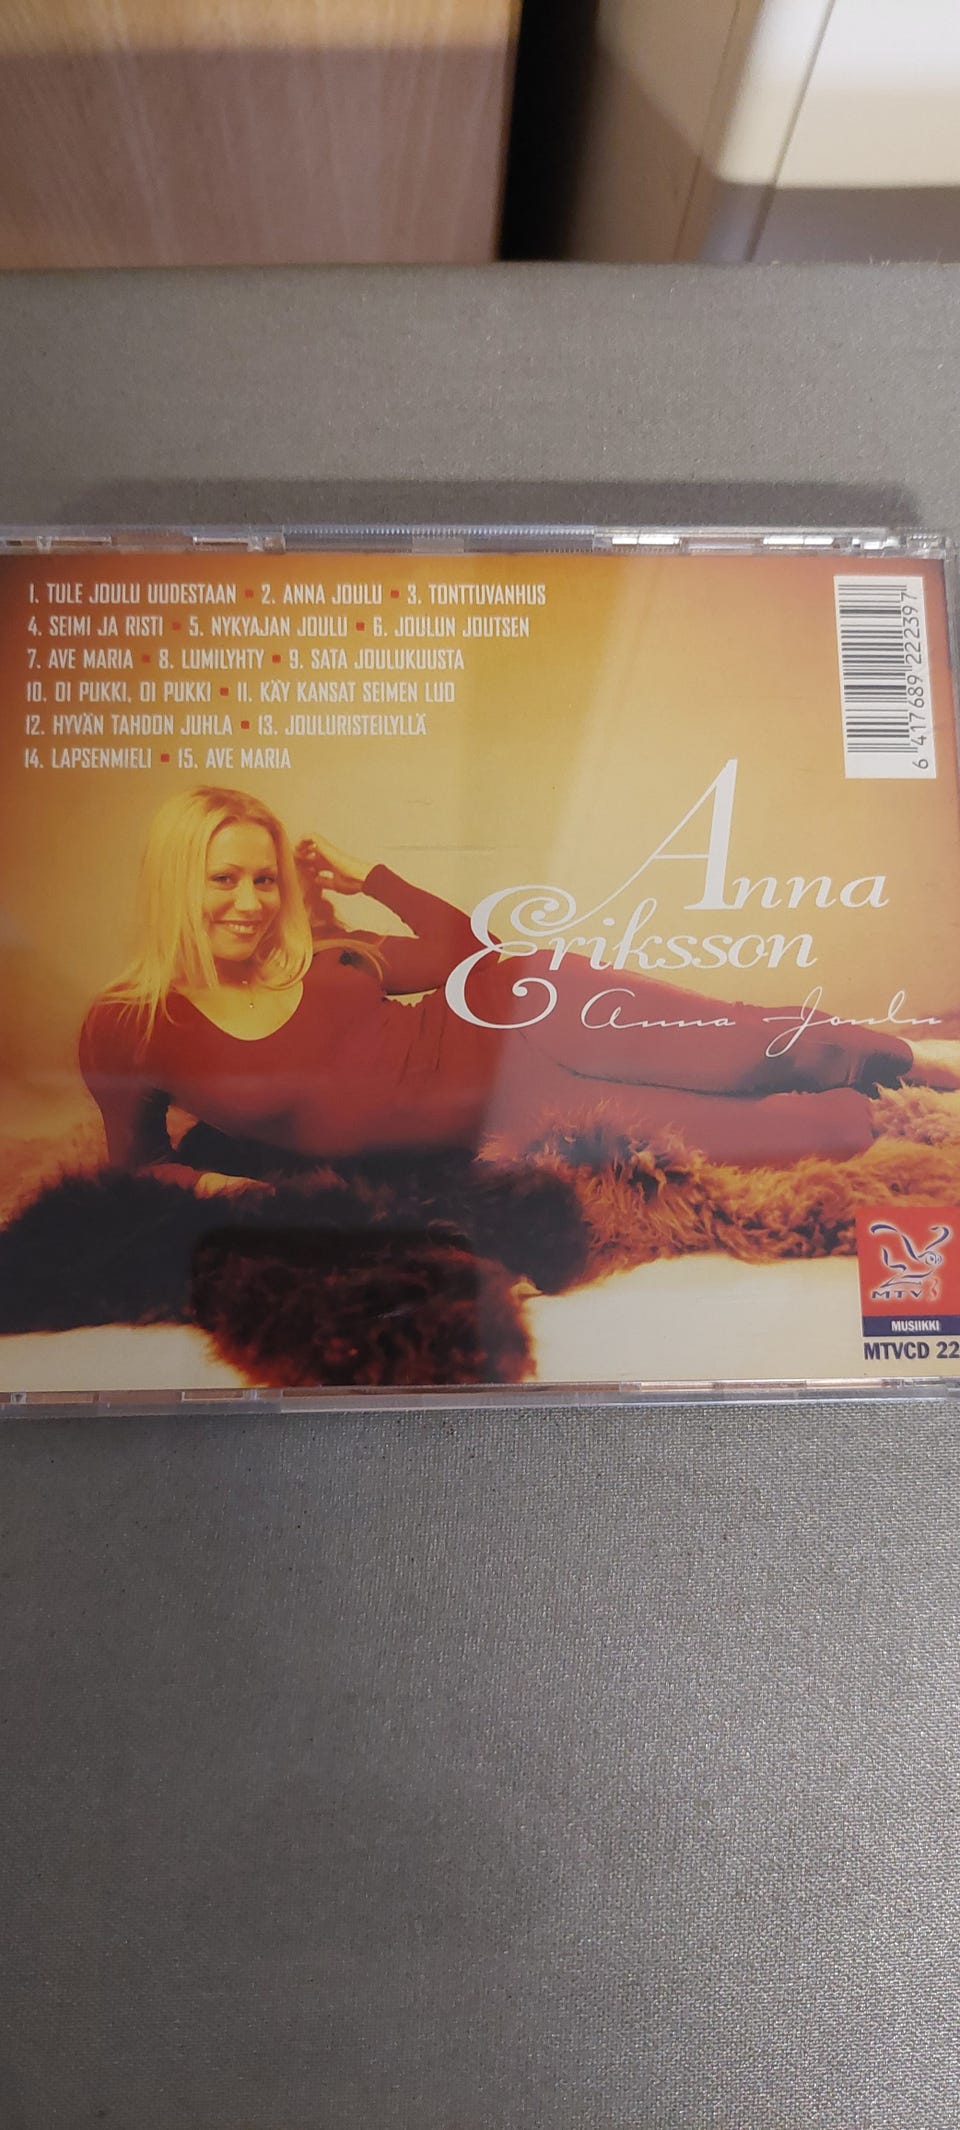 1. TULE JOULU UUDESTAAN ▪ 2. ANNA JOULU ▪ 3. TONTTUVANHUS
4. SEIMI JA RISTI ▪ 5. NYKYAJAN JOULU ▪ 6. JOULUN JOUTSEN
7. AVE MARIA ▪ 8. LUMILYHTY ▪ 9. SATA JOULUKUUSTA
10. OI PUKKI, OI PUKKI ▪ 11. KÄY KANSAT SEIMEN LUO
12. HYVÄN TAHDON JUHLA ▪ 13. JOULURISTEILYLLÄ
14. LAPSENMIELI ▪ 15. AVE MARIA
6 417689 222397
Anna
Eriksson
Anna Joulu
MTV3
MUSIIKKI
MTVCD 22